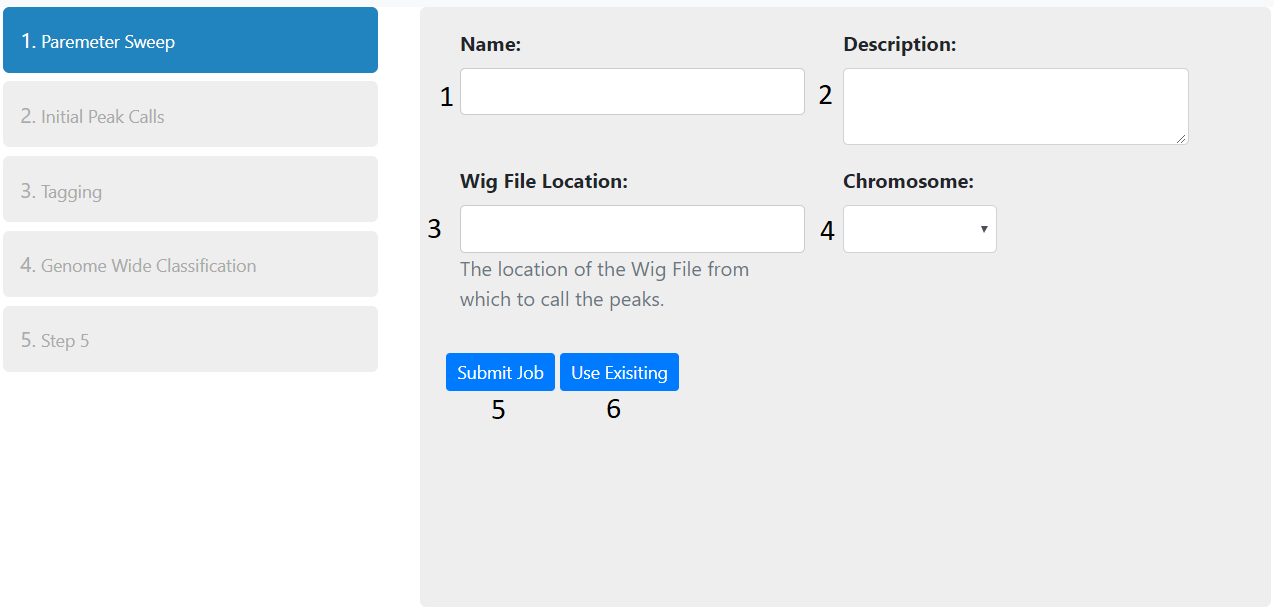 1. Paremeter Sweep
2. Initial Peak Calls
3. Tagging
4. Genome Wide Classification
5. Step 5
Name:
Description:
1
2
Wig File Location:
Chromosome:
3
4
The location of the Wig File from
which to call the peaks.
Submit Job
Use Exisiting
5
6